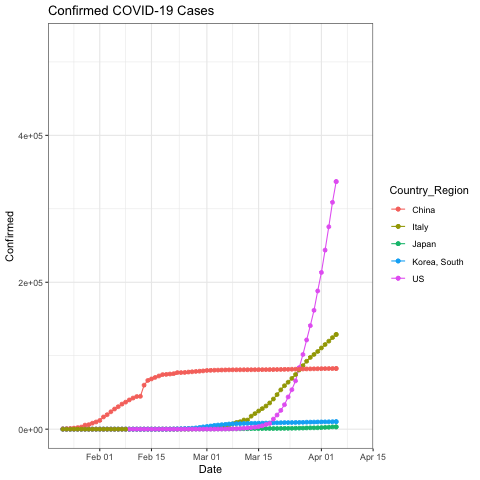 Confirmed COVID-19 Cases
4e+05
2e+05
0e+00
Confirmed
Feb 01 Feb 15 Mar 01 Mar 15 Apr 01 Apr 15
Date
Country_Region
China
Italy
Japan
Korea, South
US